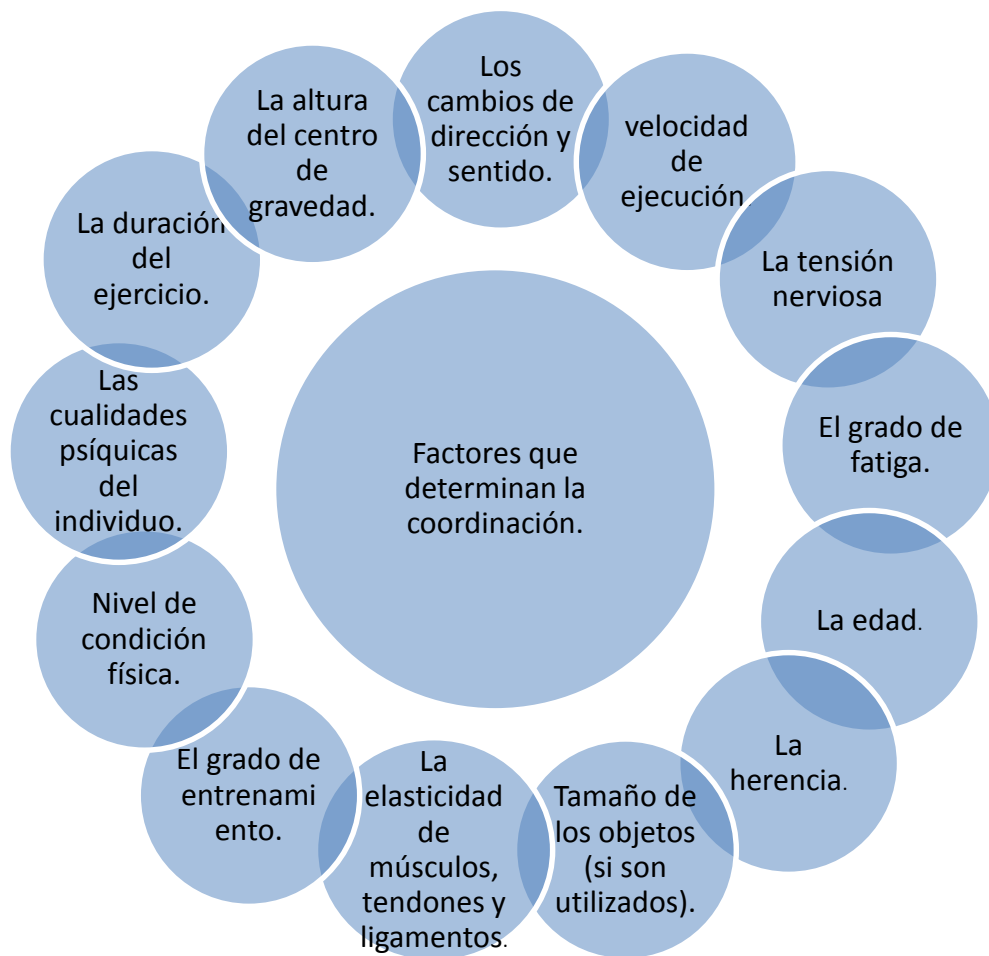 Los
cambios de
dirección y
sentido.
velocidad
de
ejecución.
La tensión
nerviosa
El grado de
fatiga.
La edad.
La
herencia.
Tamaño de
los objetos
(si son
utilizados).
La
elasticidad
de
músculos,
tendones y
ligamentos.
El grado de
entrenami
ento.
Nivel de
condición
física.
Las
cualidades
psíquicas
del
individuo.
La duración
del
ejercicio.
La altura
del centro
de
gravedad.
Factores que
determinan la
coordinación.